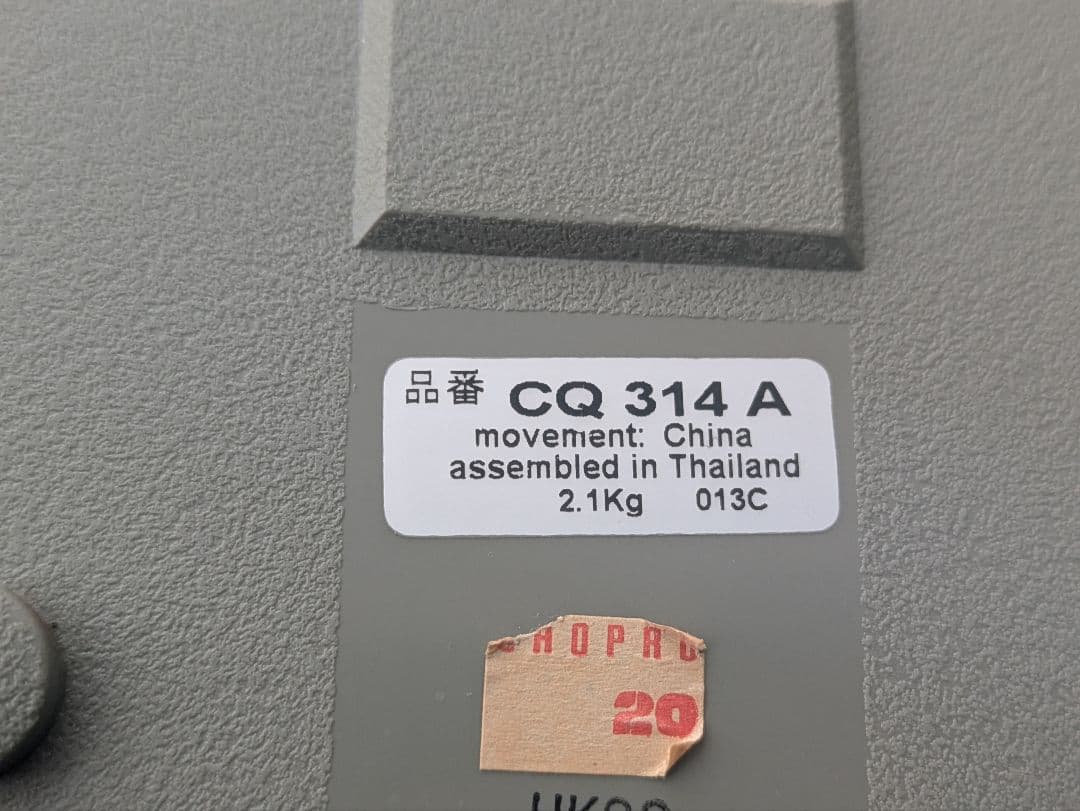 品番 CQ 314 A
movement: China
assembled in Thailand
2.1Kg 013C
20